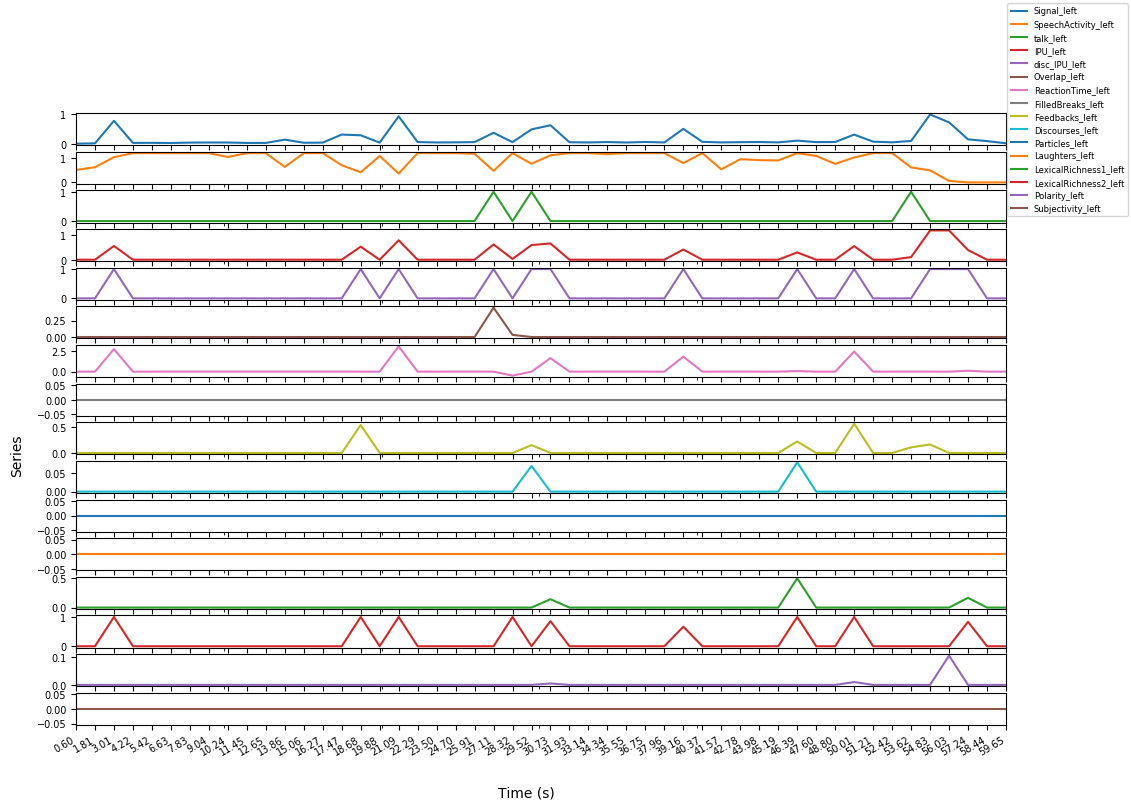 Signal_left
SpeechActivity_left
talk_left
IPU_left
disc_IPU_left
Overlap_left
ReactionTime_left
FilledBreaks_left
Feedbacks_left
Discourses_left
Particles_left
Laughters_left
LexicalRichness1_left
LexicalRichness2_left
Polarity_left
Subjectivity_left
1
0
1
0
1
0
1
0
1
0
0.25
0.00
2.5
0.0
0.05
0.00
−0.05
0.5
0.0
0.05
0.00
0.05
0.00
−0.05
0.05
0.00
−0.05
0.5
0.0
1
0
0.1
0.0
0.05
0.00
−0.05
Series
0.60 1.81 3.01 4.22 5.42 6.63 7.83 9.04 10.24 11.45 12.65 13.86 15.06 16.27 17.47 18.68 19.88 21.09 22.29 23.50 24.70 25.91 27.11 28.32 29.52 30.73 31.93 33.14 34.34 35.55 36.75 37.96 39.16 40.37 41.57 42.78 43.98 45.19 46.39 47.60 48.80 50.01 51.21 52.42 53.62 54.83 56.03 57.24 58.44 59.65
Time (s)